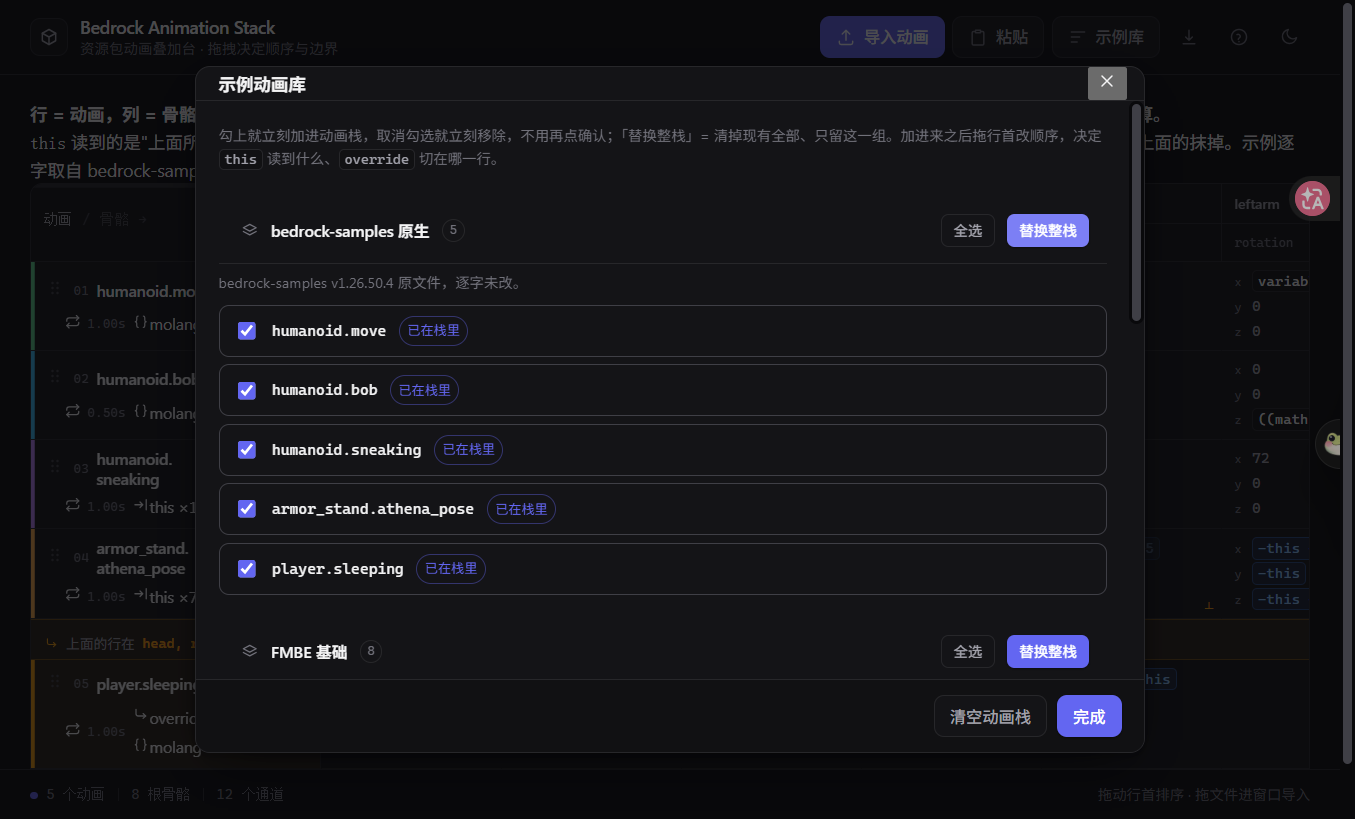 Bedrock Animation Stack
资源包动画叠加台 · 拖拽决定顺序与边界
导入动画
粘贴
示例库
示例动画库
行 = 动画，列 = 骨骼
算。
this 读到的是"上面所
上面的抹掉。示例逐
字取自 bedrock-samp
勾上就立刻加进动画栈，取消勾选就立刻移除，不用再点确认；「替换整栈」= 清掉现有全部、只留这一组。加进来之后拖行首改顺序，决定
this 读到什么、override 切在哪一行。
动画 / 骨骼 →
leftarm
rotation
bedrock-samples 原生 5
全选
替换整栈
bedrock-samples v1.26.50.4 原文件，逐字未改。
01 humanoid.mo
1.00s {} molang
x variab
y 0
z 0
humanoid.move 已在栈里
02 humanoid.bob
0.50s {} molang
x 0
y 0
z ((math
humanoid.bob 已在栈里
03 humanoid.
sneaking
1.00s this ×1
x 72
y 0
z 0
humanoid.sneaking 已在栈里
04 armor_stand.
athena_pose
1.00s this ×7
x -this
y -this
z -this
armor_stand.athena_pose 已在栈里
player.sleeping 已在栈里
上面的行在 head,
05 player.sleeping
1.00s
overric
{} molang
his
FMBE 基础 8
全选
替换整栈
清空动画栈
完成
5 个动画 | 8 根骨骼 | 12 个通道
拖动行首排序 · 拖文件进窗口导入